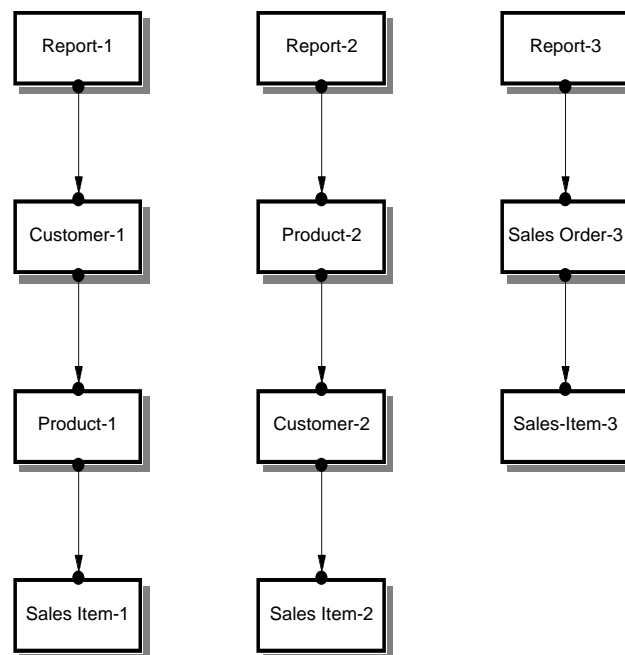 Report-1
Report-2
Report-3
Customer-1
Product-2
Sales Order-3
Product-1
Customer-2
Sales-Item-3
Sales Item-1
Sales Item-2